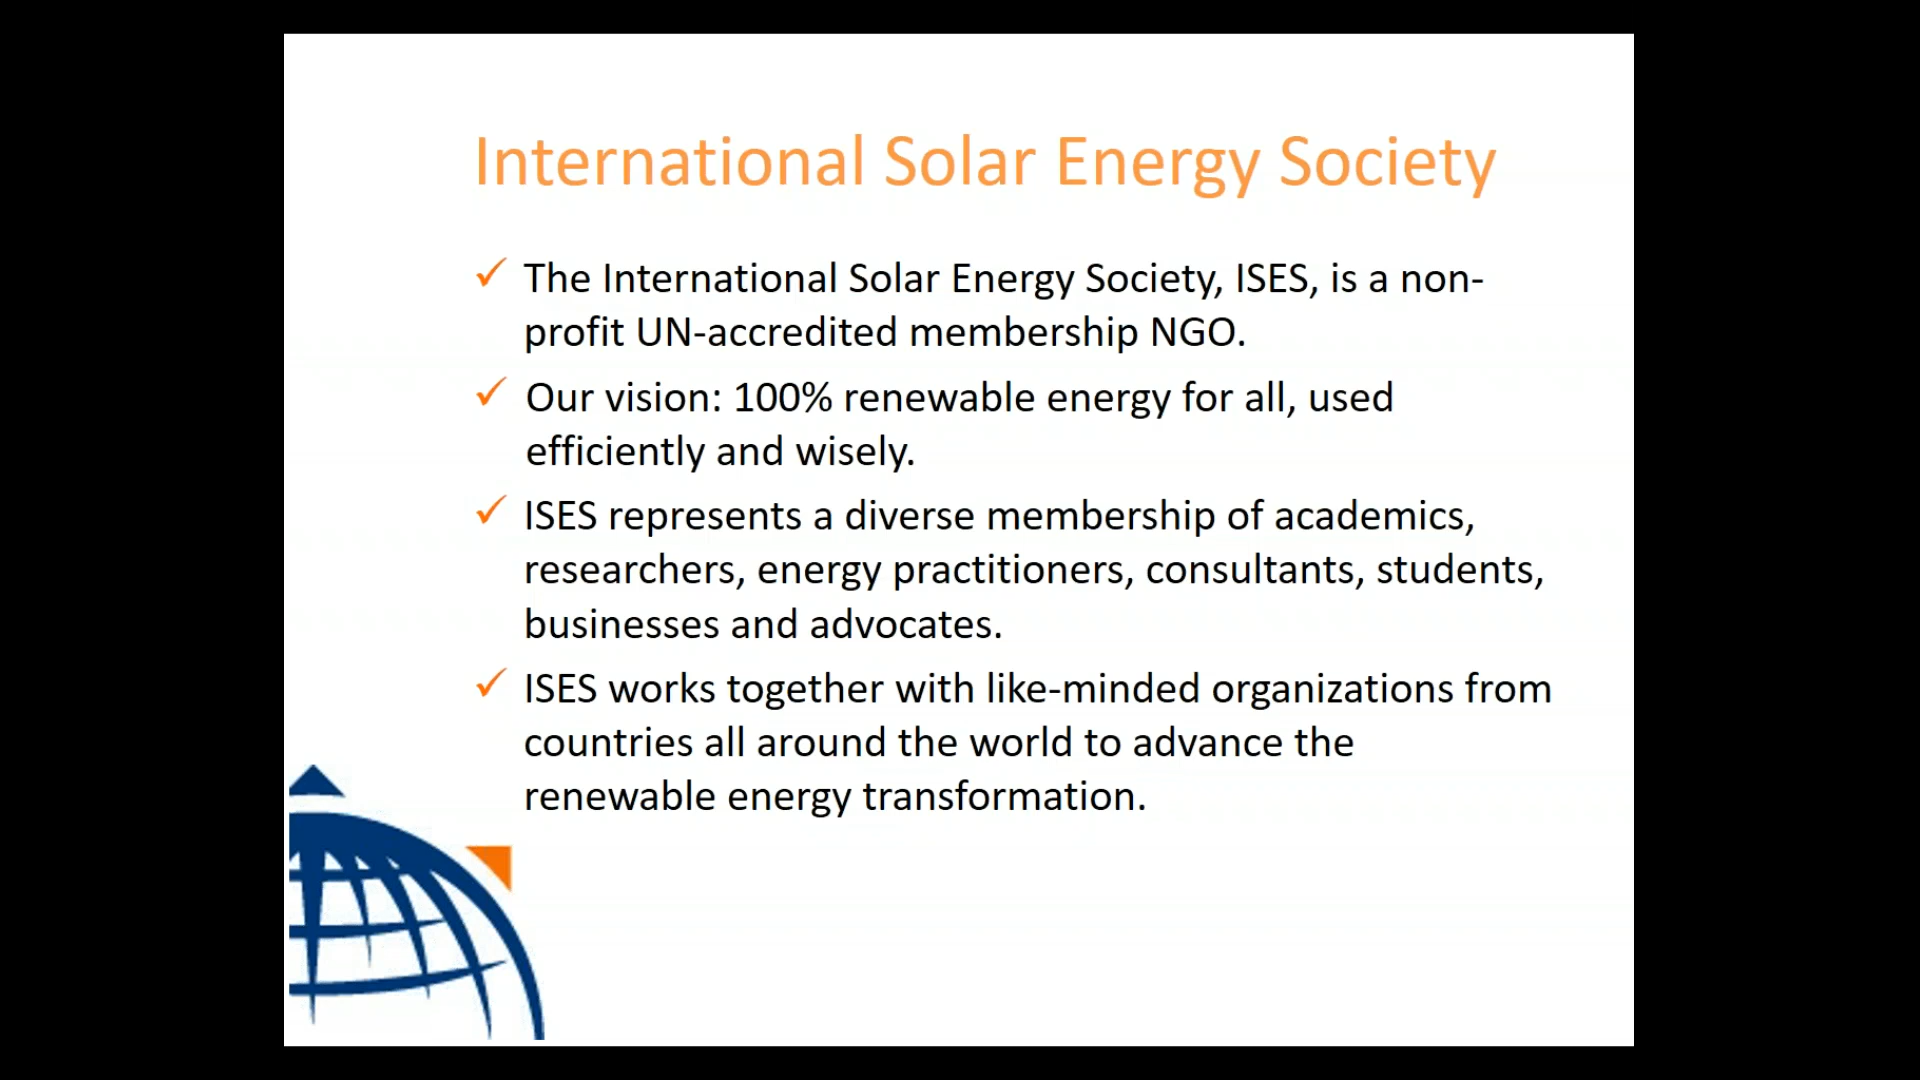 International Solar Energy Society
The International Solar Energy Society, ISES, is a non-
profit UN-accredited membership NGO.
Our vision: 100% renewable energy for all, used
efficiently and wisely.
ISES represents a diverse membership of academics,
researchers, energy practitioners, consultants, students,
businesses and advocates.
ISES works together with like-minded organizations from
countries all around the world to advance the
renewable energy transformation.